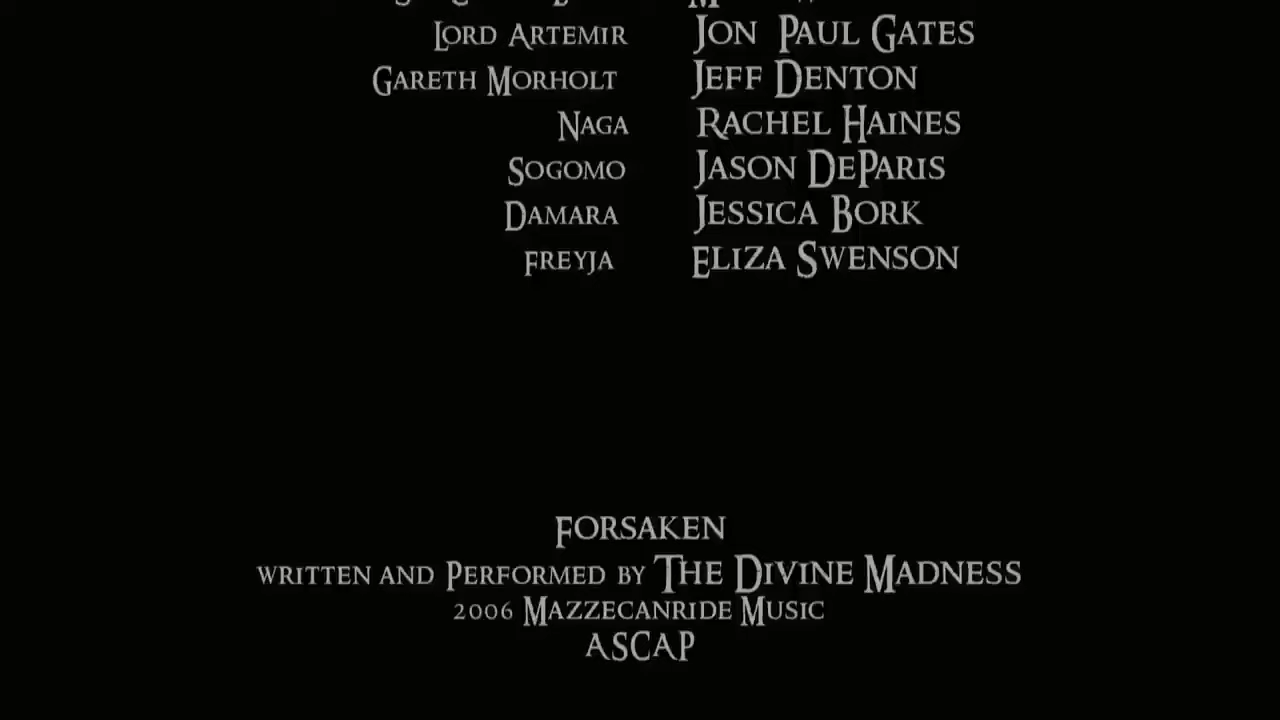 Lord Artemir Jon Paul Gates
Gareth Morholt Jeff Denton
Naga Rachel Haines
Sogomo Jason DeParis
Damara Jessica Bork
Freyja Eliza Swenson
Forsaken
written and Performed by The Divine Madness
2006 Mazzecanride Music
ASCAP